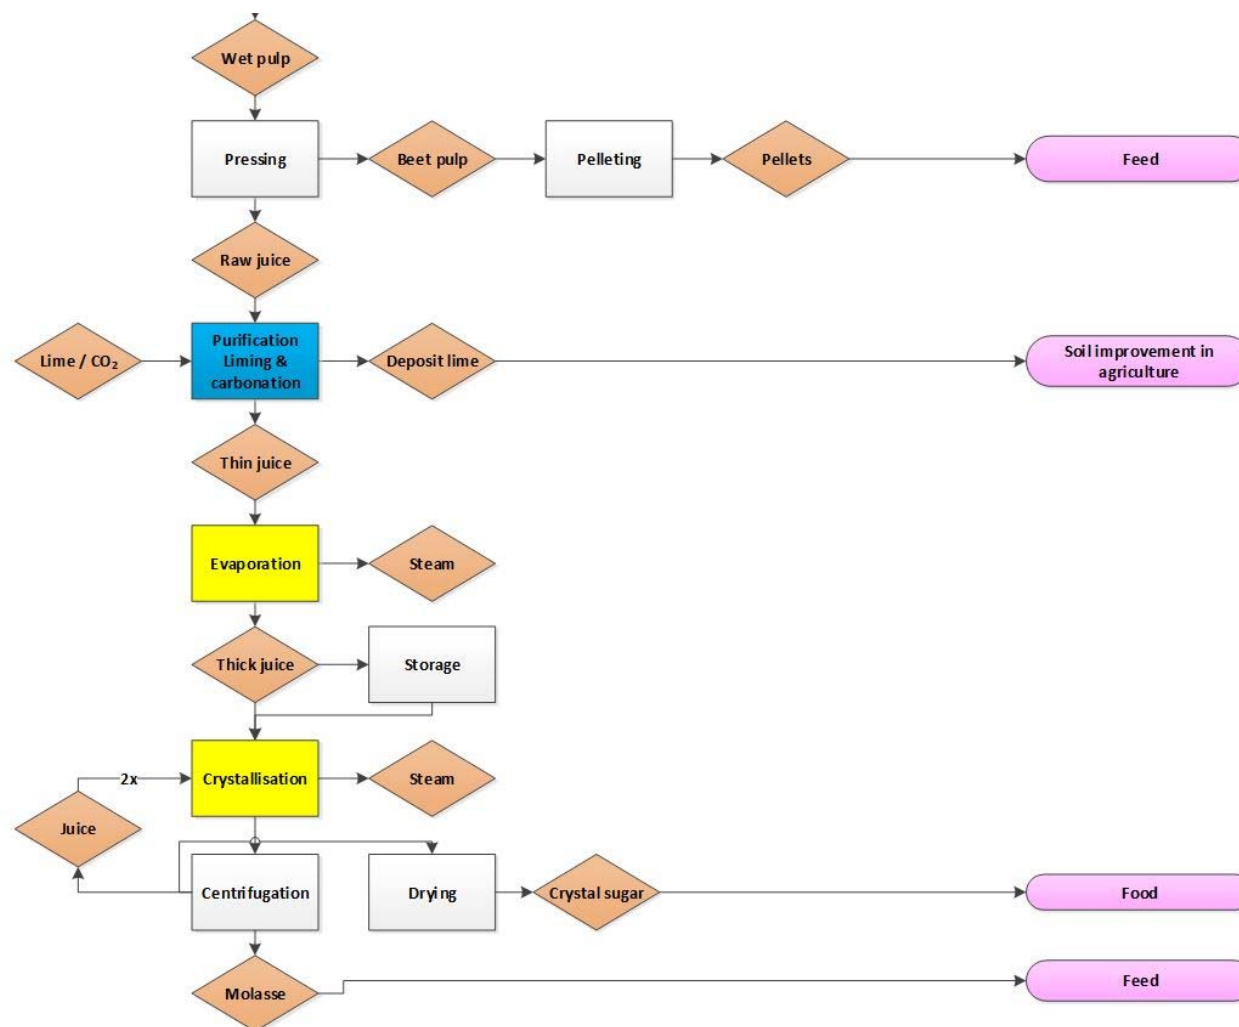 Wet pulp
Pressing
Beet pulp
Pelleting
Pellets
Feed
Raw juice
Lime / CO₂
Purification
Liming &
carbonation
Deposit lime
Soil improvement in
agriculture
Thin juice
Evaporation
Steam
Thick juice
Storage
2x
Crystallisation
Steam
Juice
Centrifugation
Drying
Crystal sugar
Food
Molasse
Feed